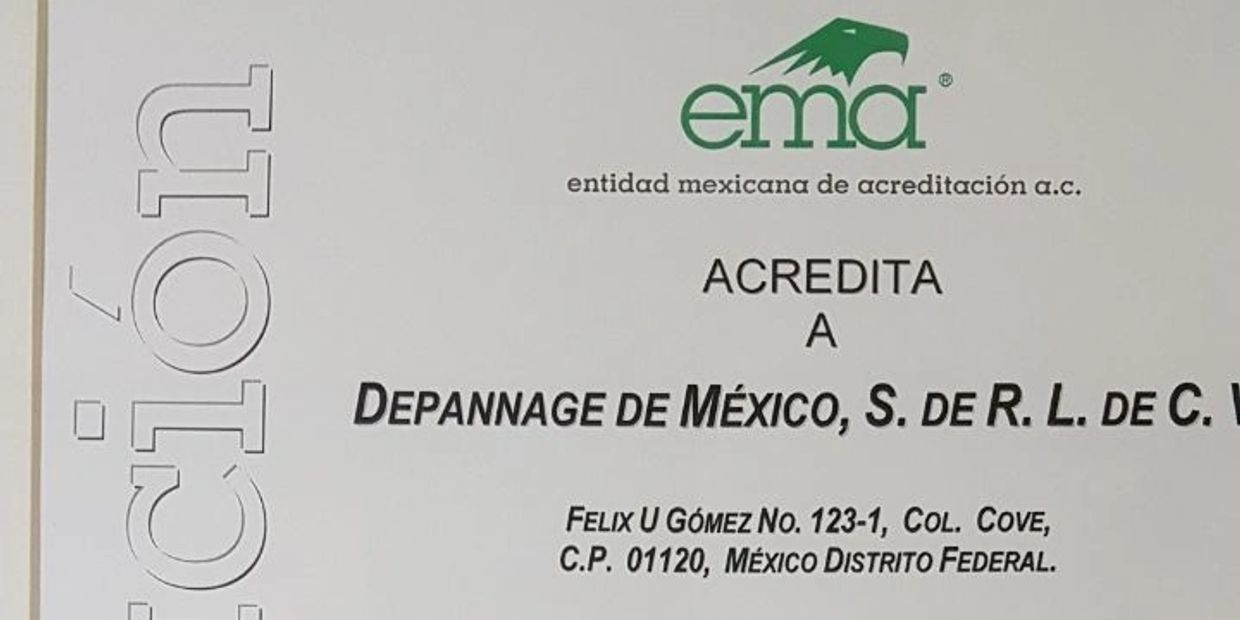 ema®
entidad mexicana de acreditación a.c.
ACREDITA
A
DEPANNAGE DE MÉXICO, S. DE R. L. DE C.
FELIX U GÓMEZ NO. 123-1, COL. COVE,
C.P. 01120, MÉXICO DISTRITO FEDERAL.
ción